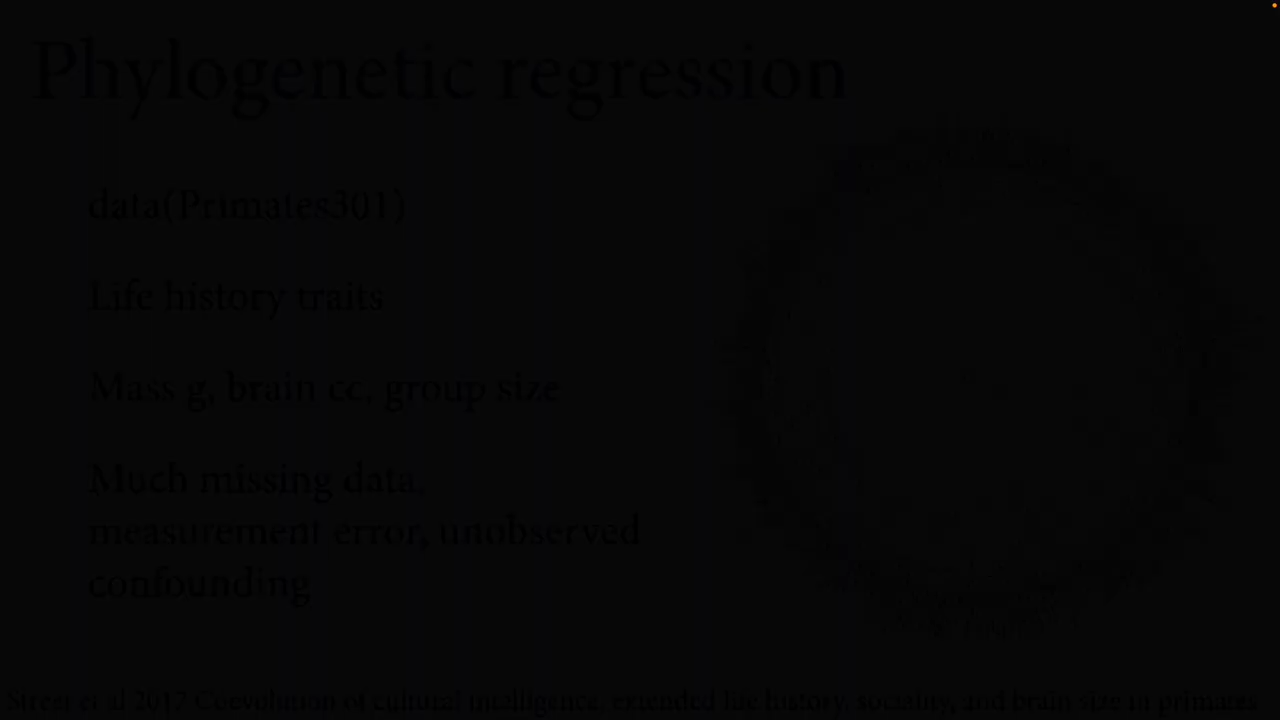 Phylogenetic regression
data(Primates301)
Life history traits
Mass g, brain cc, group size
Much missing data,
measurement error, unobserved
confounding
Street et al 2017 Coevolution of cultural intelligence, extended life history, sociality, and brain size in primates